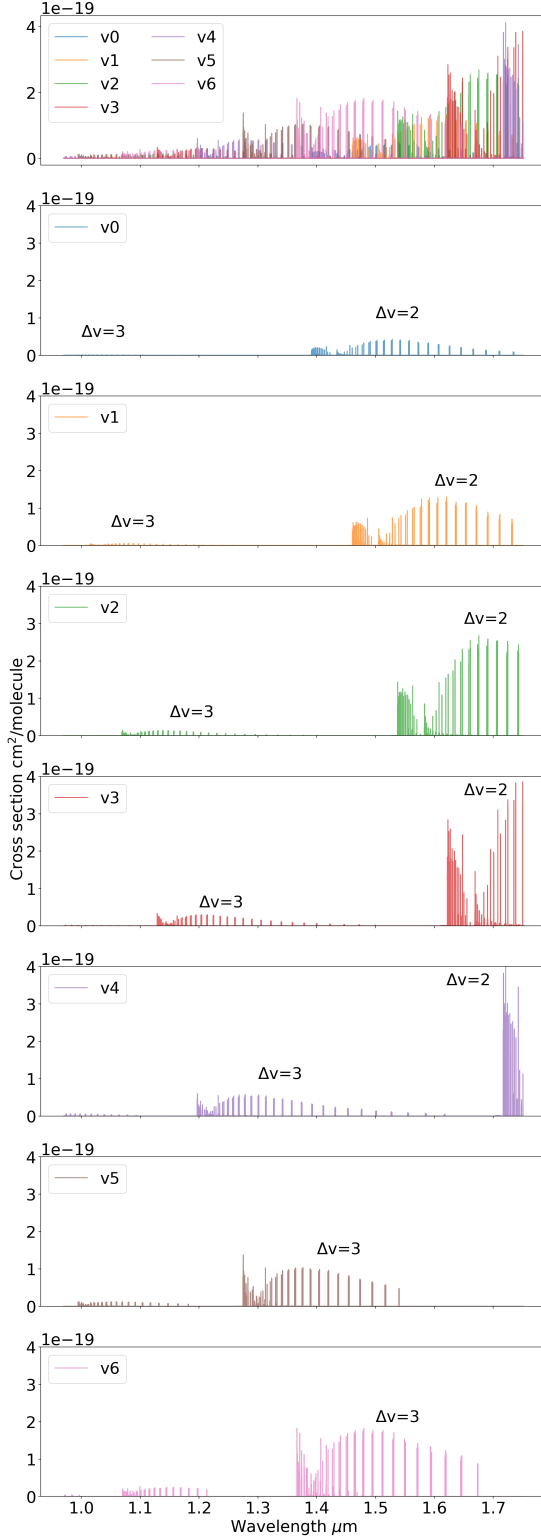 1e−19
4
2
0
v0
v1
v2
v3
v4
v5
v6
1e−19
4
3
2
1
0
v0
Δv=3
Δv=2
1e−19
4
3
2
1
0
v1
Δv=3
Δv=2
1e−19
4
3
2
1
0
v2
Δv=3
Δv=2
Cross section cm²/molecule
1e−19
4
3
2
1
0
v3
Δv=3
Δv=2
1e−19
4
3
2
1
0
v4
Δv=3
Δv=2
1e−19
4
3
2
1
0
v5
Δv=3
1e−19
4
3
2
1
0
v6
Δv=3
1.0 1.1 1.2 1.3 1.4 1.5 1.6 1.7
Wavelength μm